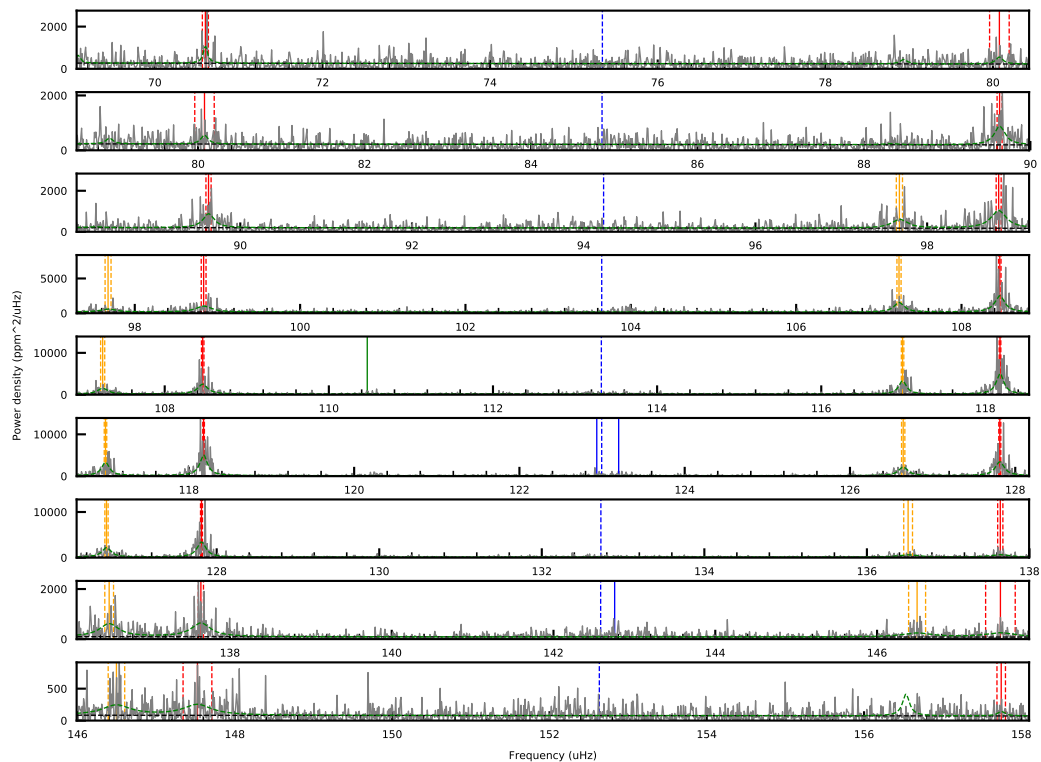 2000
0
70 72 74 76 78 80
2000
0
80 82 84 86 88 90
2000
0
90 92 94 96 98
5000
0
98 100 102 104 106 108
10000
0
108 110 112 114 116 118
10000
0
118 120 122 124 126 128
10000
0
128 130 132 134 136 138
2000
0
138 140 142 144 146
500
0
146 148 150 152 154 156 158
Power density (ppm^2/uHz)
Frequency (uHz)